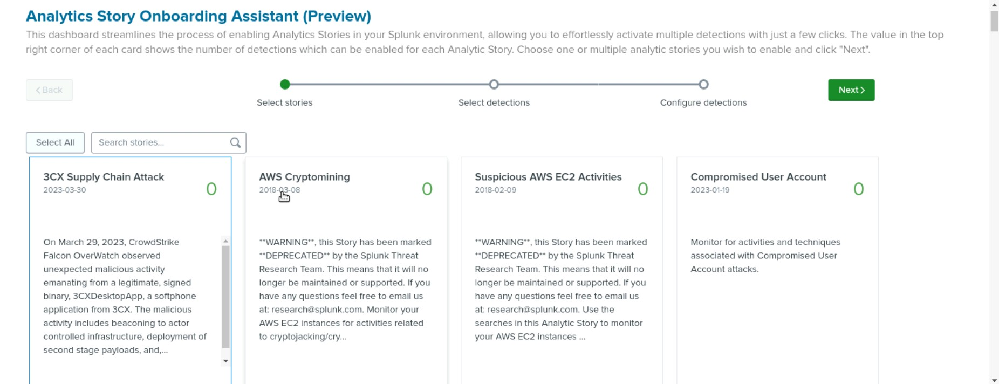 Analytics Story Onboarding Assistant (Preview)
This dashboard streamlines the process of enabling Analytics Stories in your Splunk environment, allowing you to effortlessly activate multiple detections with just a few clicks. The value in the top
right corner of each card shows the number of detections which can be enabled for each Analytic Story. Choose one or multiple analytic stories you wish to enable and click "Next".
Back
Next
Select stories
Select detections
Configure detections
Select All
Search stories...
3CX Supply Chain Attack
2023-03-30
0
On March 29, 2023, CrowdStrike
Falcon OverWatch observed
unexpected malicious activity
emanating from a legitimate, signed
binary, 3CXDesktopApp, a softphone
application from 3CX. The malicious
activity includes beaconing to actor
controlled infrastructure, deployment of
second stage payloads, and,...
AWS Cryptomining
2018-03-08
0
**WARNING**, this Story has been marked
**DEPRECATED** by the Splunk Threat
Research Team. This means that it will no
longer be maintained or supported. If you
have any questions feel free to email us
at: research@splunk.com. Monitor your
AWS EC2 instances for activities related
to cryptojacking/cry...
Suspicious AWS EC2 Activities
2018-02-09
0
**WARNING**, this Story has been marked
**DEPRECATED** by the Splunk Threat
Research Team. This means that it will no
longer be maintained or supported. If you
have any questions feel free to email us
at: research@splunk.com. Use the
searches in this Analytic Story to monitor
your AWS EC2 instances ...
Compromised User Account
2023-01-19
0
Monitor for activities and techniques
associated with Compromised User
Account attacks.